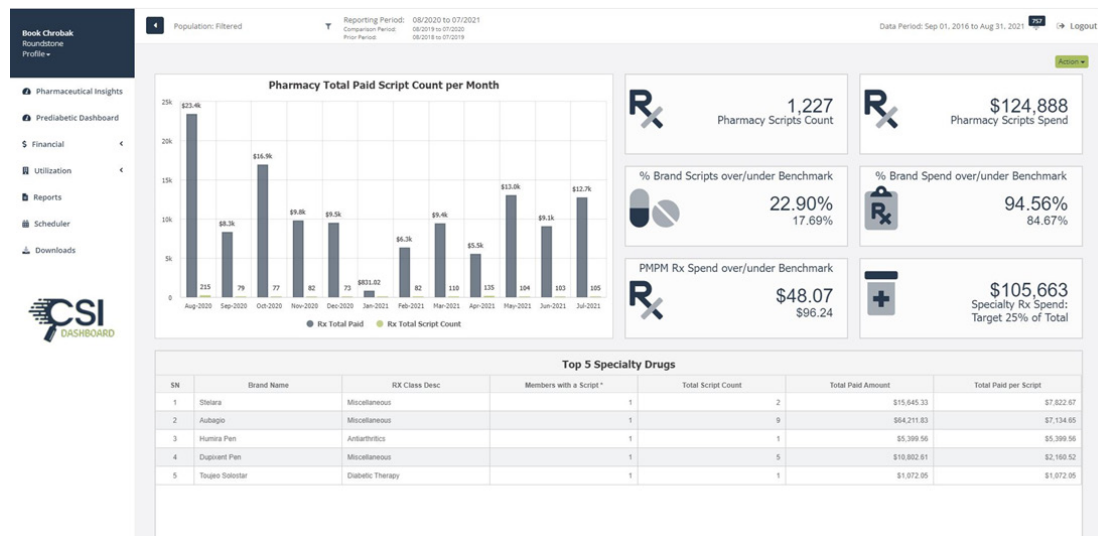 Book Chrobak
Roundstone
Profile
Population: Filtered
Reporting Period: 08/2020 to 07/2021
Comparison Period: 08/2019 to 07/2020
Prior Period: 08/2018 to 07/2019
Data Period: Sep 01, 2016 to Aug 31, 2021
757
Logout
Action
Pharmaceutical Insights
Prediabetic Dashboard
Financial
Utilization
Reports
Scheduler
Downloads
CSI
DASHBOARD
Pharmacy Total Paid Script Count per Month
25k
20k
15k
10k
5k
0
$23.4k $8.3k $16.9k $9.8k $9.5k $831.02 $6.3k $9.4k $5.5k $13.0k $9.1k $12.7k
215 79 77 82 73 82 110 135 104 103 105
Aug-2020 Sep-2020 Oct-2020 Nov-2020 Dec-2020 Jan-2021 Feb-2021 Mar-2021 Apr-2021 May-2021 Jun-2021 Jul-2021
Rx Total Paid Rx Total Script Count
Rx
1,227
Pharmacy Scripts Count
Rx
$124,888
Pharmacy Scripts Spend
% Brand Scripts over/under Benchmark
22.90%
17.69%
% Brand Spend over/under Benchmark
Rx
94.56%
84.67%
PMPM Rx Spend over/under Benchmark
Rx
$48.07
$96.24
$105,663
Specialty Rx Spend:
Target 25% of Total
Top 5 Specialty Drugs
SN Brand Name RX Class Desc Members with a Script * Total Script Count Total Paid Amount Total Paid per Script
1 Stelara Miscellaneous 1 2 $15,645.33 $7,822.67
2 Aubagio Miscellaneous 1 9 $64,211.83 $7,134.65
3 Humira Pen Antiarthritics 1 1 $5,399.56 $5,399.56
4 Dupixent Pen Miscellaneous 1 5 $10,802.61 $2,160.52
5 Toujeo Solostar Diabetic Therapy 1 1 $1,072.05 $1,072.05